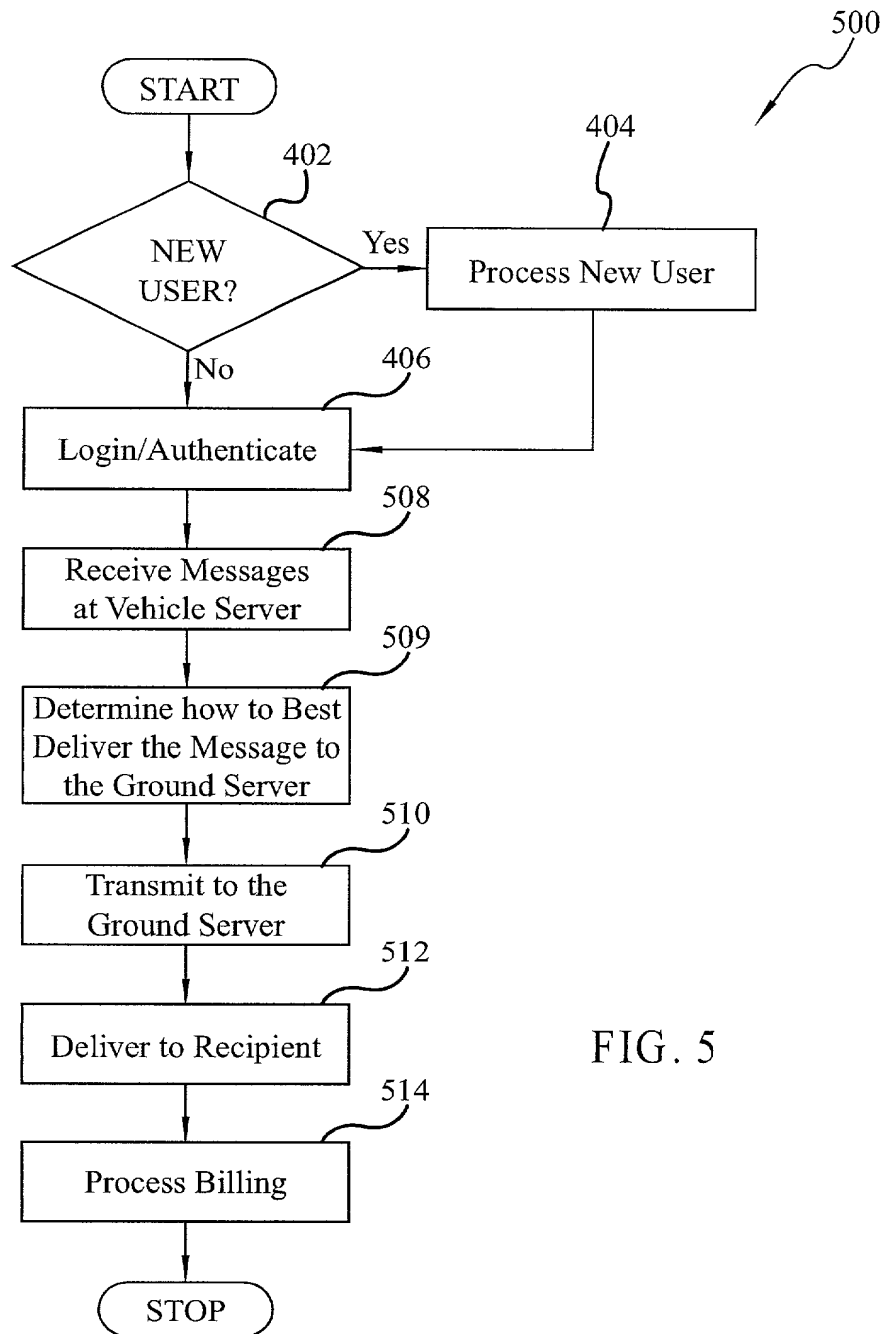 500
START
402
404
NEW
USER?
Yes
Process New User
No
406
Login/Authenticate
508
Receive Messages
at Vehicle Server
509
Determine how to Best
Deliver the Message to
the Ground Server
510
Transmit to the
Ground Server
512
Deliver to Recipient
FIG. 5
514
Process Billing
STOP